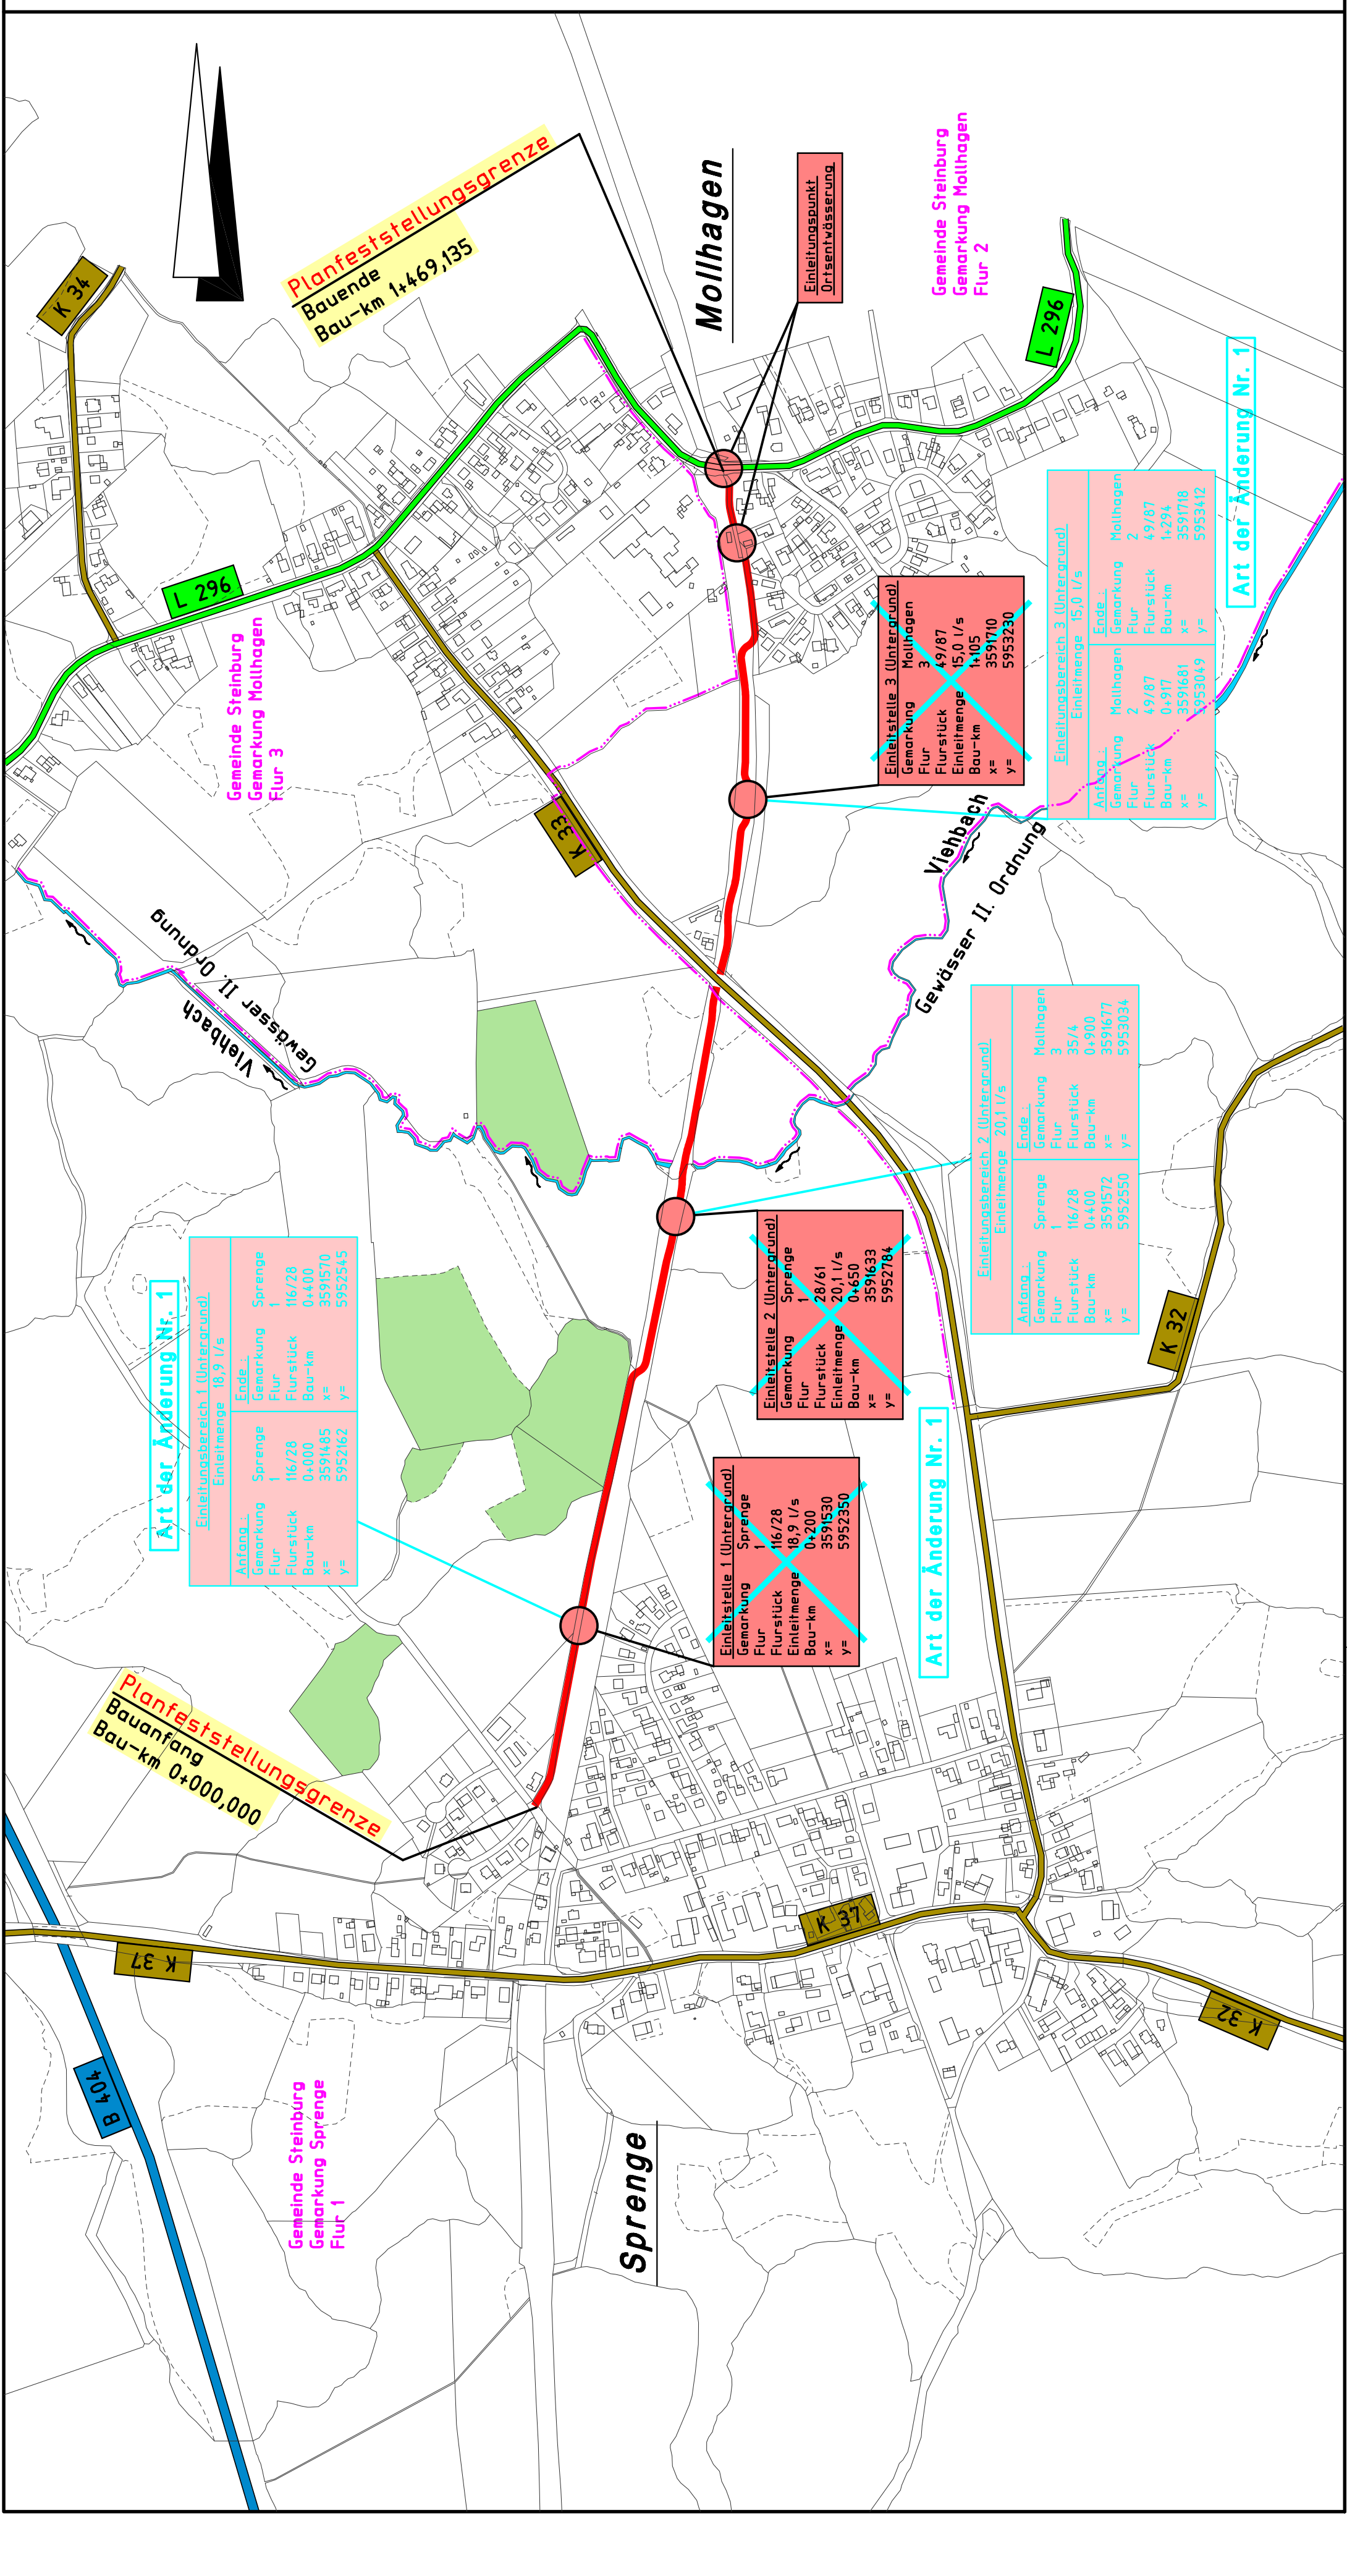 K 34
L 296
Gemeinde Steinburg
Gemarkung Mollhagen
Flur 3
Planfeststellungsgrenze
Bauende
Bau-km 1+469,135
Mollhagen
Einleitungspunkt
Ortsentwässerung
Gemeinde Steinburg
Gemarkung Mollhagen
Flur 2
L 296
K 33
Viehbach
Gewässer II. Ordnung
Viehbach
Gewässer II. Ordnung
Einleitstelle 3 (Untergrund)
Gemarkung Mollhagen
Flur 3
Flurstück 49/87
Einleitmenge 15,0 l/s
Bau-km 1+105
x= 3591710
y= 5953230
Art der Änderung Nr. 1
Einleitungsbereich 3 (Untergrund)
Einleitmenge 15,0 l/s
Anfang :
Gemarkung Mollhagen
Flur 2
Flurstück 49/87
Bau-km 0+917
x= 3591681
y= 5953049
Ende :
Gemarkung Mollhagen
Flur 2
Flurstück 49/87
Bau-km 1+294
x= 3591718
y= 5953412
Einleitungsbereich 2 (Untergrund)
Einleitmenge 20,1 l/s
Anfang :
Gemarkung Sprenge
Flur 1
Flurstück 116/28
Bau-km 0+400
x= 3591572
y= 5952550
Ende :
Gemarkung Mollhagen
Flur 3
Flurstück 35/4
Bau-km 0+900
x= 3591677
y= 5953034
Einleitstelle 2 (Untergrund)
Gemarkung Sprenge
Flur 1
Flurstück 28/61
Einleitmenge 20,1 l/s
Bau-km 0+650
x= 3591633
y= 5952784
Art der Änderung Nr. 1
Art der Änderung Nr. 1
Einleitungsbereich 1 (Untergrund)
Einleitmenge 18,9 l/s
Anfang :
Gemarkung Sprenge
Flur 1
Flurstück 116/28
Bau-km 0+000
x= 3591485
y= 5952162
Ende :
Gemarkung Sprenge
Flur 1
Flurstück 116/28
Bau-km 0+400
x= 3591570
y= 5952545
Einleitstelle 1 (Untergrund)
Gemarkung Sprenge
Flur 1
Flurstück 116/28
Einleitmenge 18,9 l/s
Bau-km 0+200
x= 3591530
y= 5952350
K 32
Planfeststellungsgrenze
Bauanfang
Bau-km 0+000,000
K 37
K 37
K 32
B 404
Gemeinde Steinburg
Gemarkung Sprenge
Flur 1
Sprenge